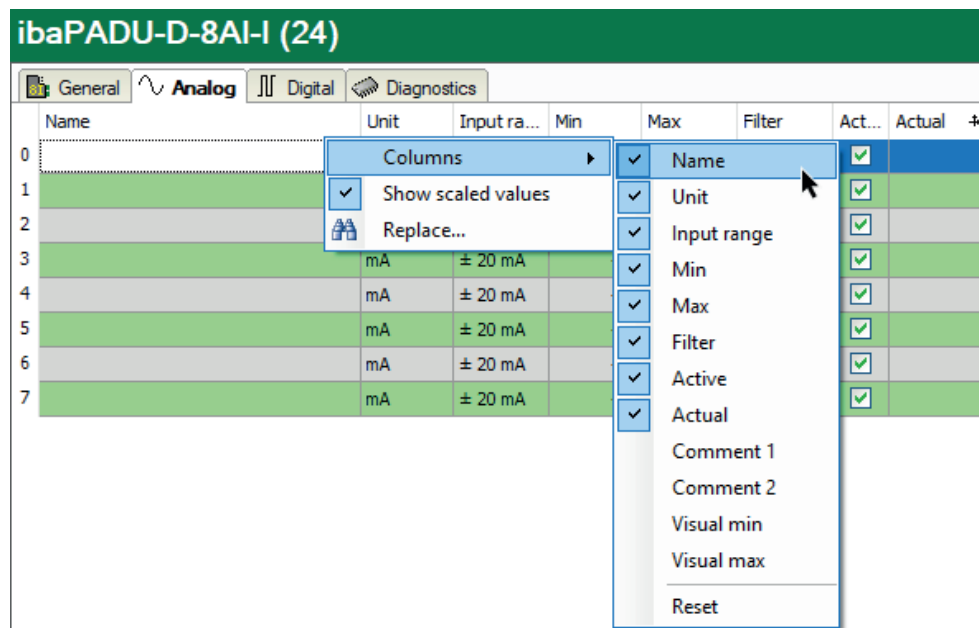 ibaPADU-D-8AI-I (24)
General Analog Digital Diagnostics
Name Unit Input ra... Min Max Filter Act... Actual
0 Columns Name
1 Show scaled values Unit
2 Replace... Input range
3 mA ± 20 mA Min
4 mA ± 20 mA Max
5 mA ± 20 mA Filter
6 mA ± 20 mA Active
7 mA ± 20 mA Actual
Comment 1
Comment 2
Visual min
Visual max
Reset